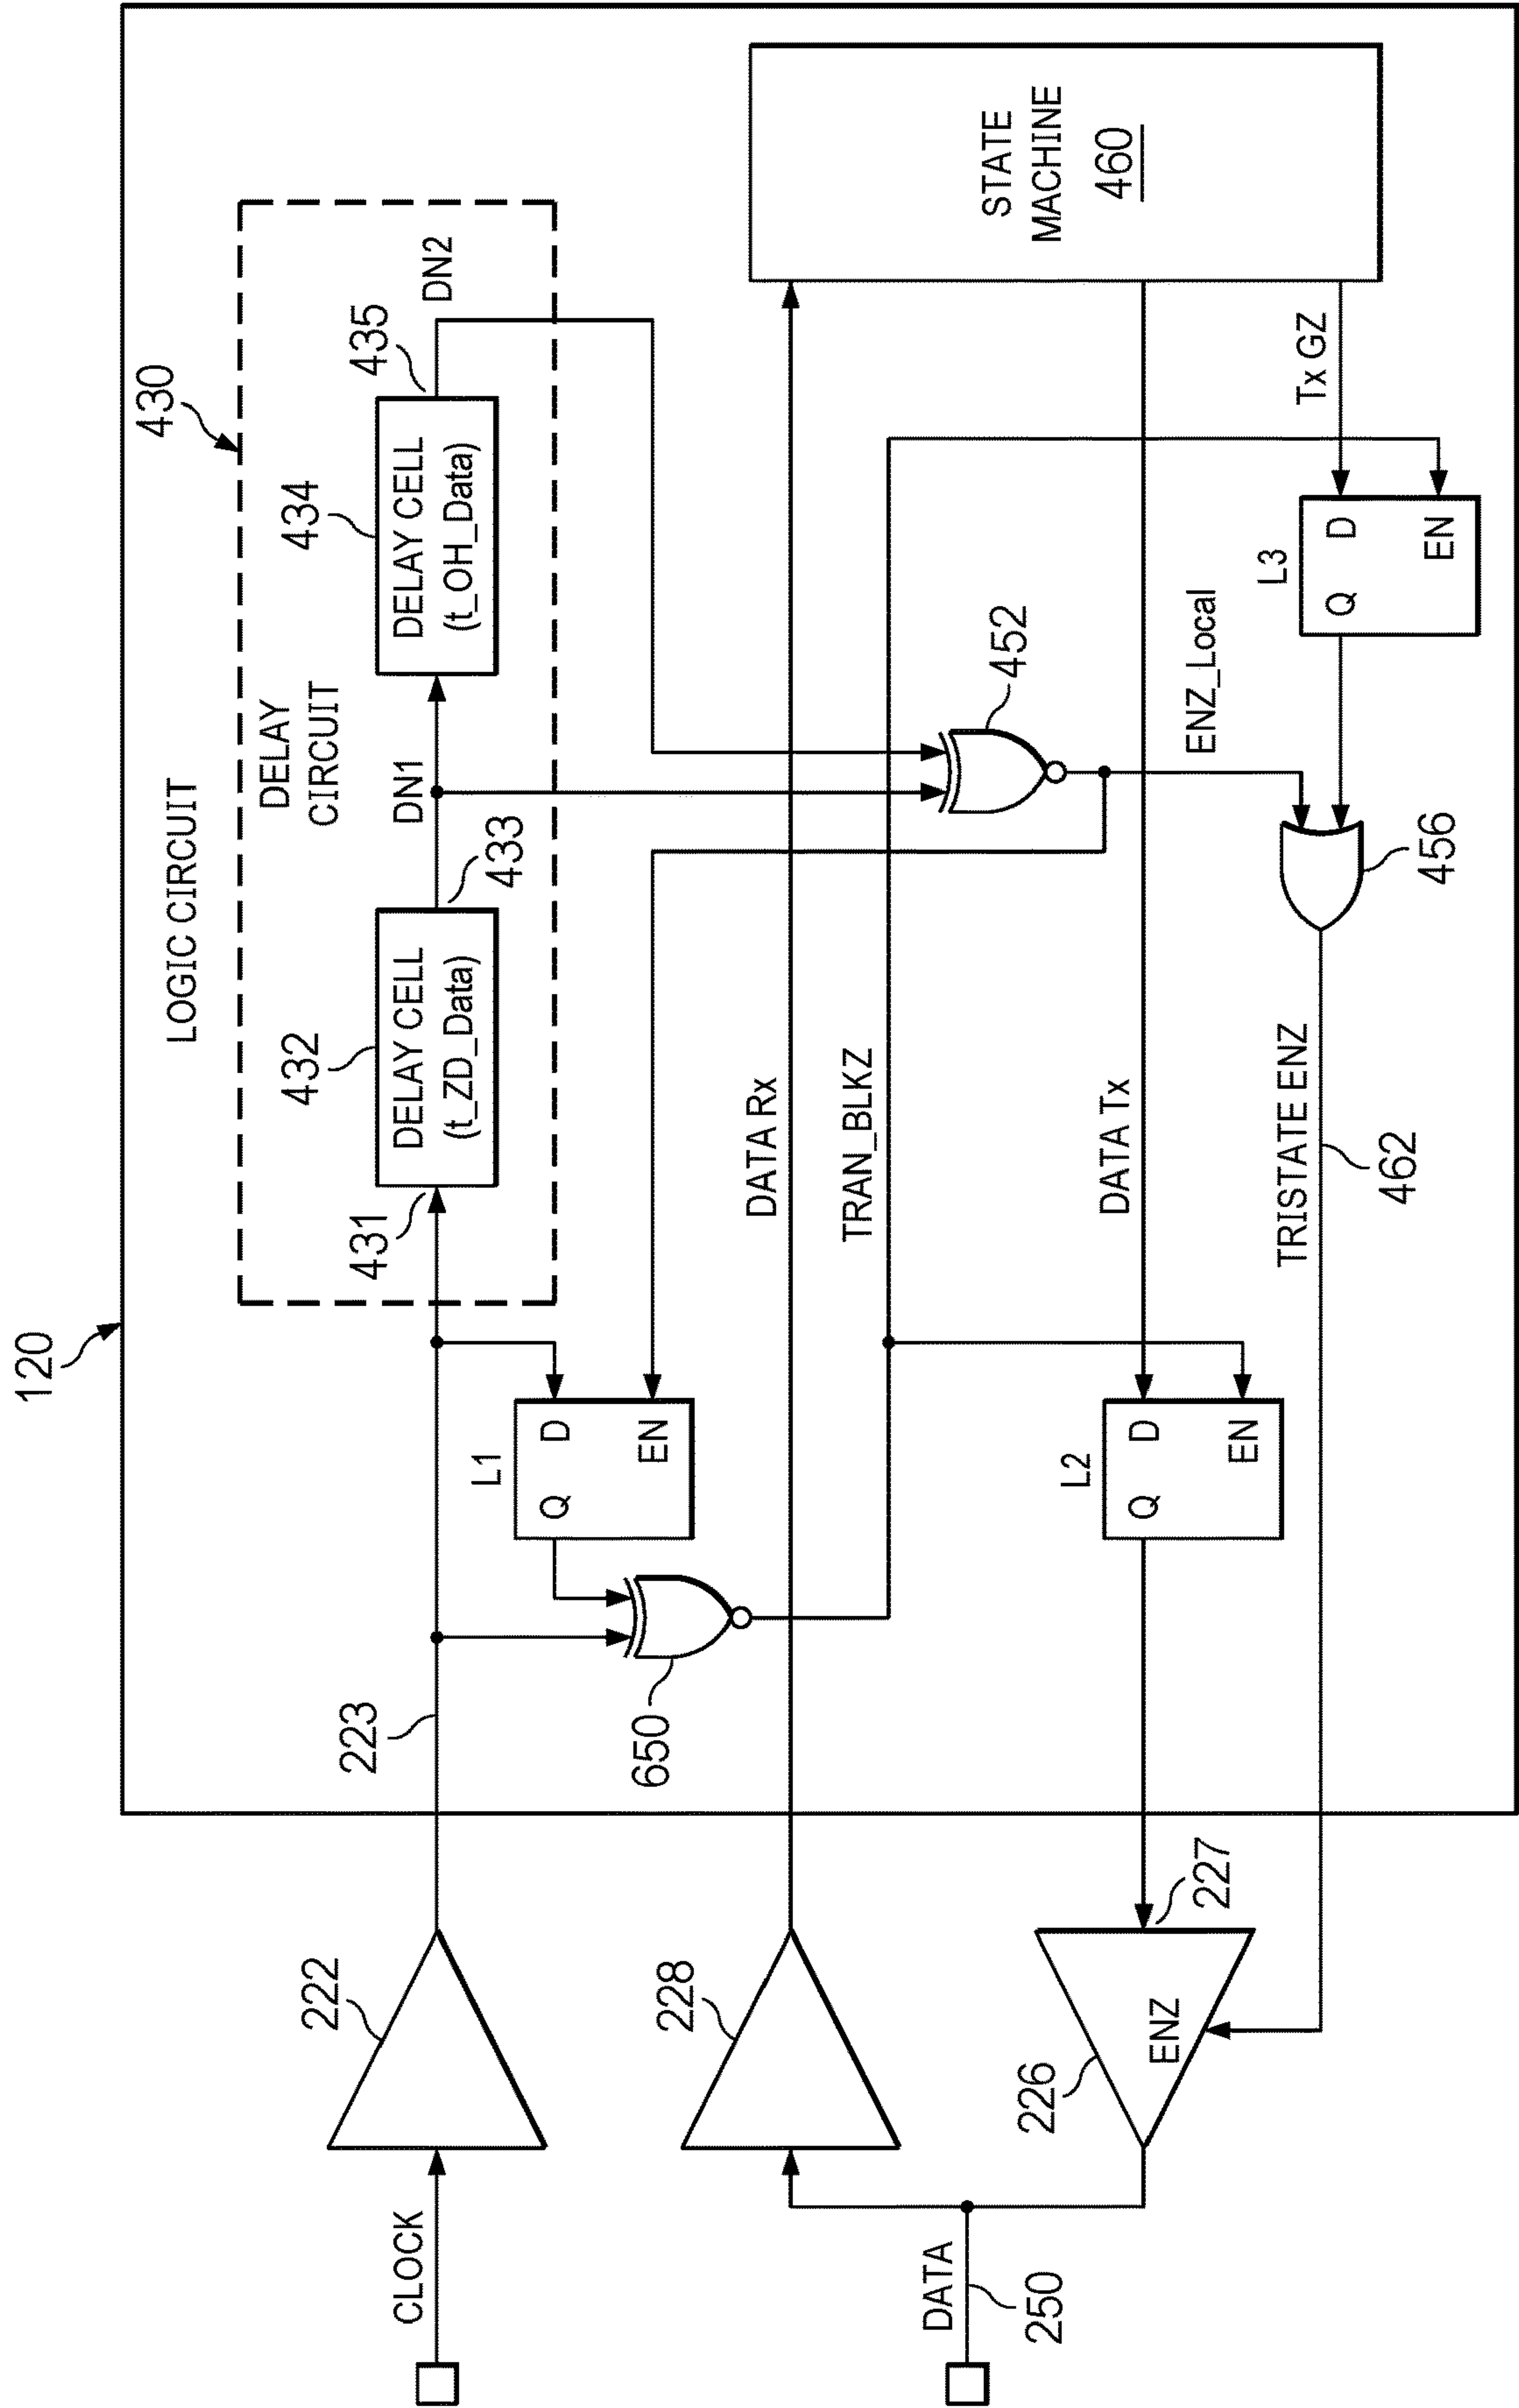 120
LOGIC CIRCUIT
430
DELAY
CIRCUIT
CLOCK
222
223
431
432
DELAY CELL
(t_ZD_Data)
433
DN1
434
DELAY CELL
(t_OH_Data)
435
DN2
L1
Q
D
EN
650
228
DATA Rx
TRAN_BLKZ
452
STATE
MACHINE
460
DATA
250
226
ENZ
227
L2
Q
D
EN
DATA Tx
ENZ_Local
Tx GZ
L3
Q
D
EN
TRISTATE ENZ
462
456